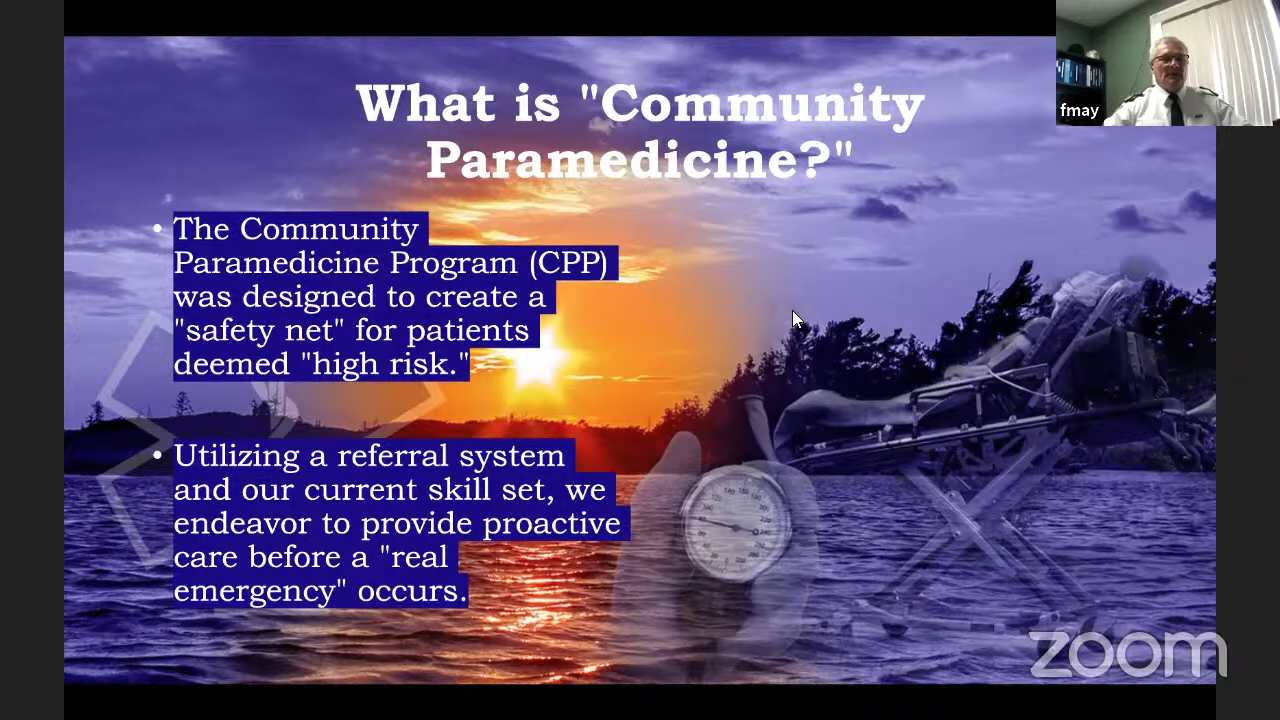 What is "Community
Paramedicine?"
fmay
• The Community
Paramedicine Program (CPP)
was designed to create a
"safety net" for patients
deemed "high risk."
• Utilizing a referral system
and our current skill set, we
endeavor to provide proactive
care before a "real
emergency" occurs.
zoom